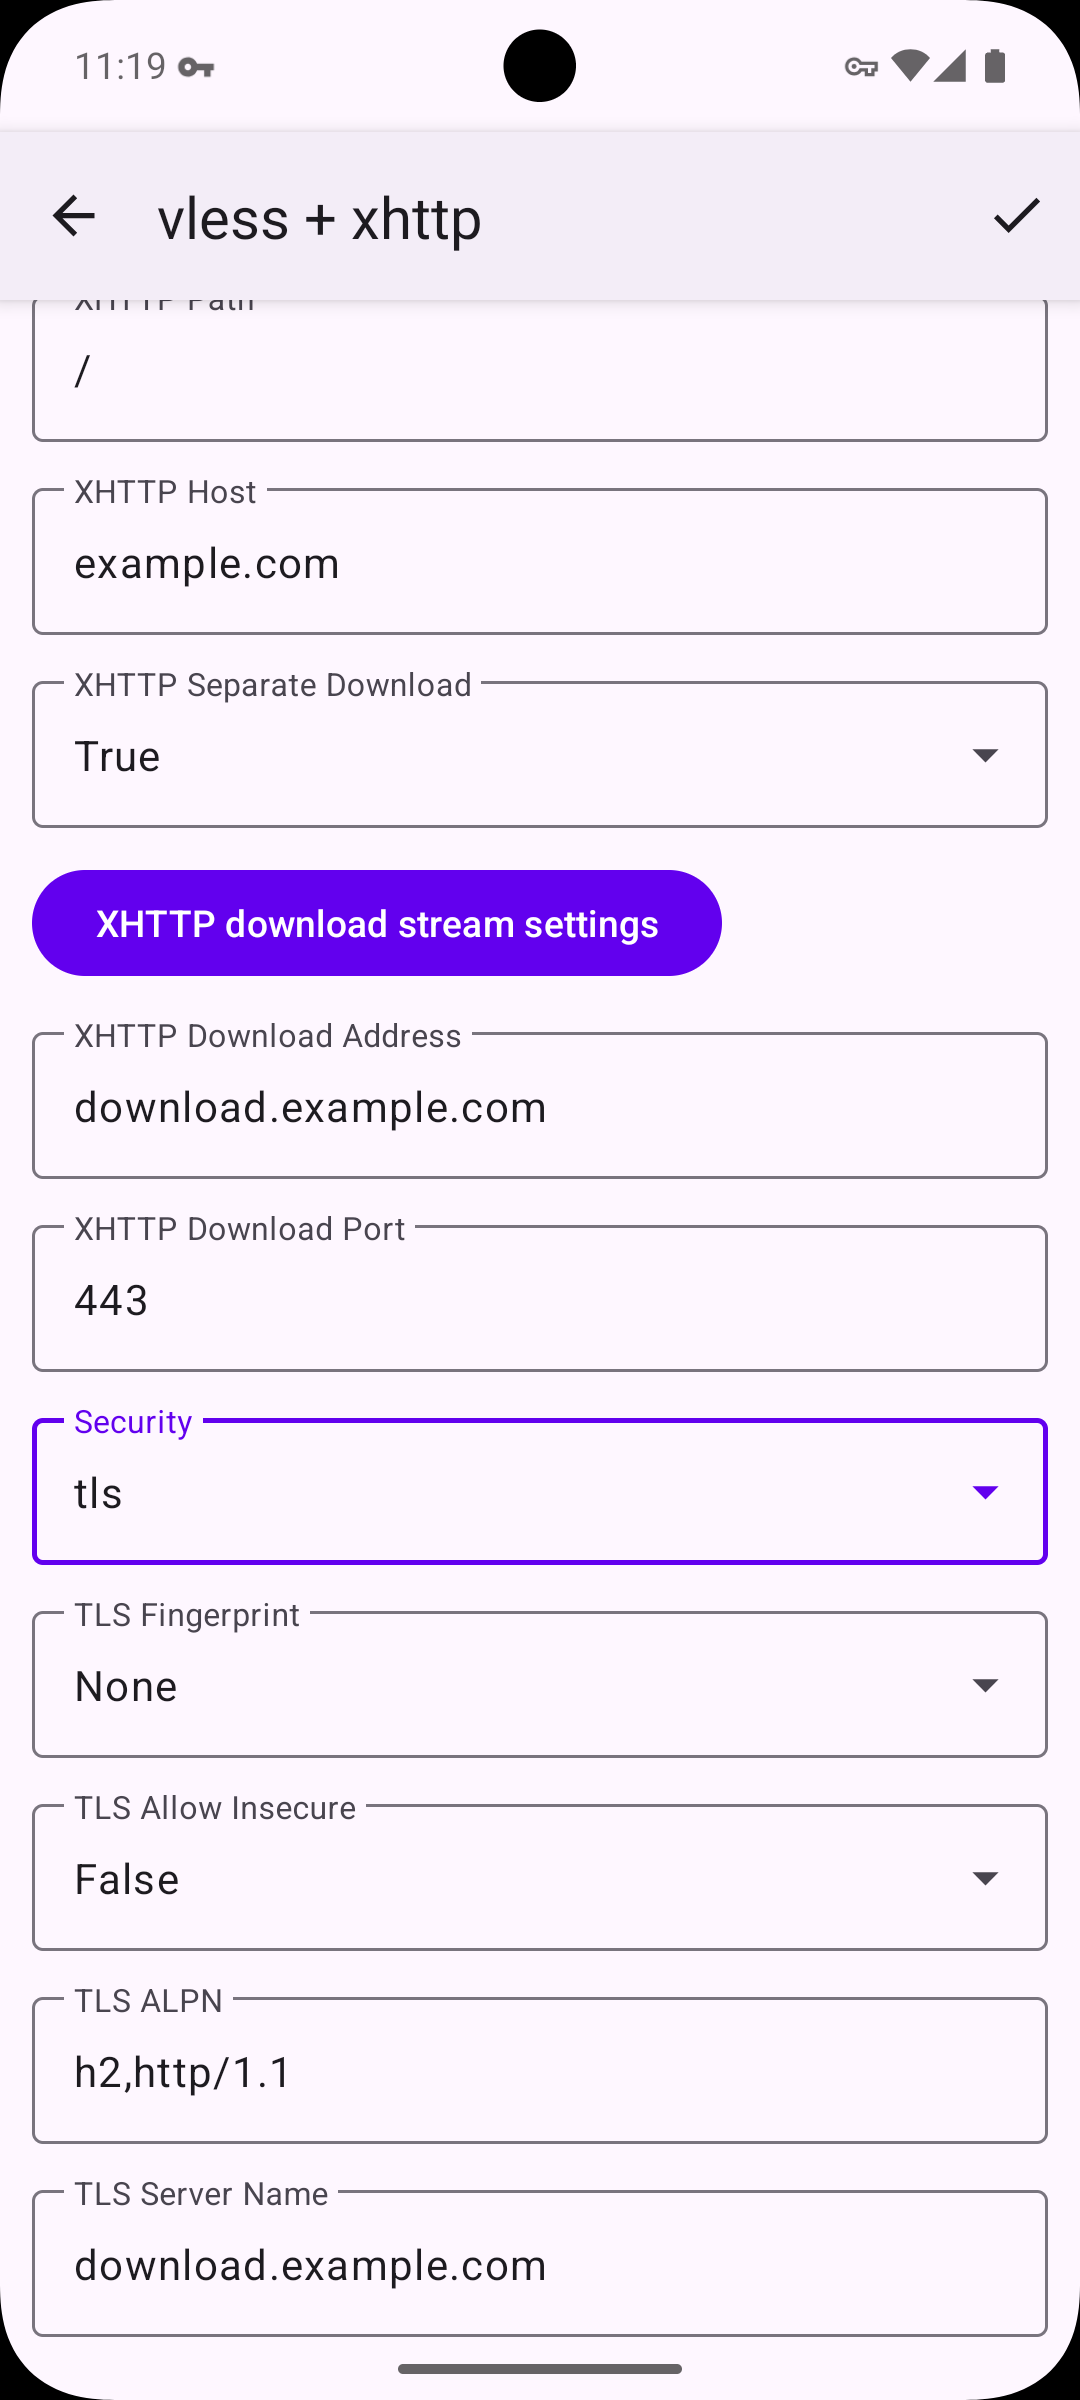 11:19
vless + xhttp
XHTTP Path
/
XHTTP Host
example.com
XHTTP Separate Download
True
XHTTP download stream settings
XHTTP Download Address
download.example.com
XHTTP Download Port
443
Security
tls
TLS Fingerprint
None
TLS Allow Insecure
False
TLS ALPN
h2,http/1.1
TLS Server Name
download.example.com